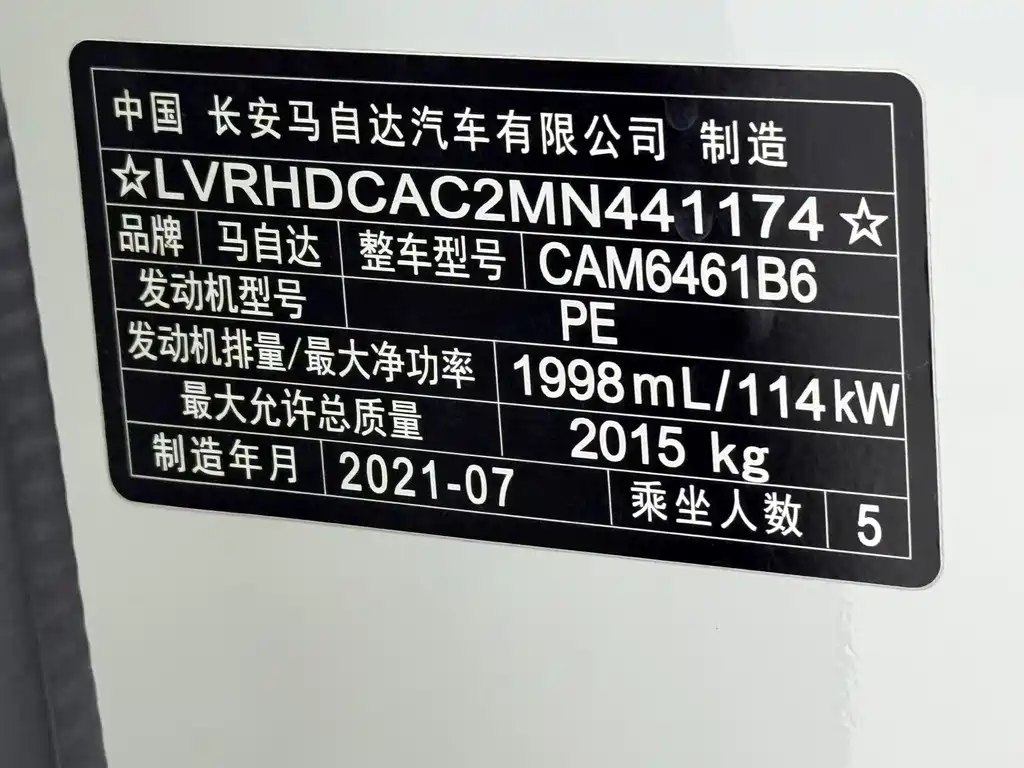 中国 长安马自达汽车有限公司 制造
☆LVRHDCAC2MN441174☆
品牌 马自达 整车型号 CAM6461B6
发动机型号 PE
发动机排量/最大净功率 1998mL/114kW
最大允许总质量 2015 kg
制造年月 2021-07 乘坐人数 5